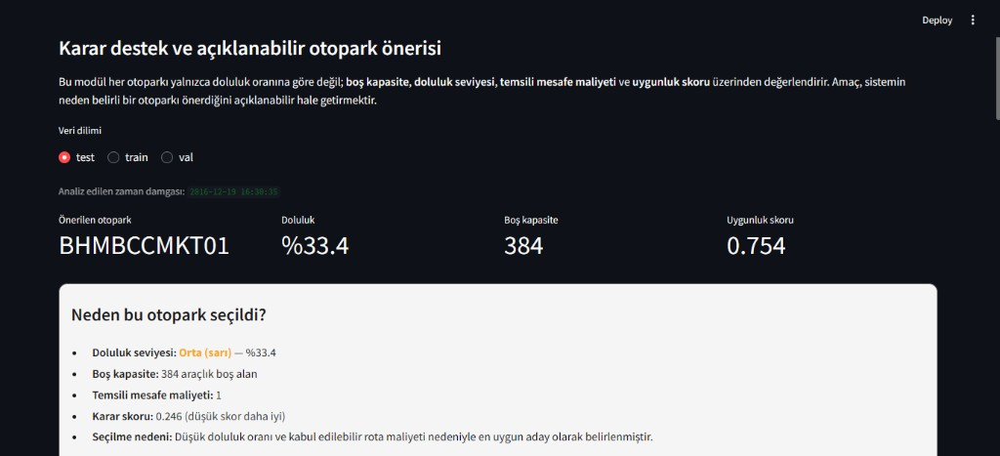 Deploy
Karar destek ve açıklanabilir otopark önerisi
Bu modül her otoparkı yalnızca doluluk oranına göre değil; boş kapasite, doluluk seviyesi, temsili mesafe maliyeti ve uygunluk skoru üzerinden değerlendirir. Amaç, sistemin
neden belirli bir otoparkı önerdiğini açıklanabilir hale getirmektir.
Veri dilimi
test train val
Analiz edilen zaman damgası: 2016-12-19 16:30:35
Önerilen otopark Doluluk Boş kapasite Uygunluk skoru
BHMBCCMKT01 %33.4 384 0.754
Neden bu otopark seçildi?
• Doluluk seviyesi: Orta (sarı) — %33.4
• Boş kapasite: 384 araçlık boş alan
• Temsili mesafe maliyeti: 1
• Karar skoru: 0.246 (düşük skor daha iyi)
• Seçilme nedeni: Düşük doluluk oranı ve kabul edilebilir rota maliyeti nedeniyle en uygun aday olarak belirlenmiştir.